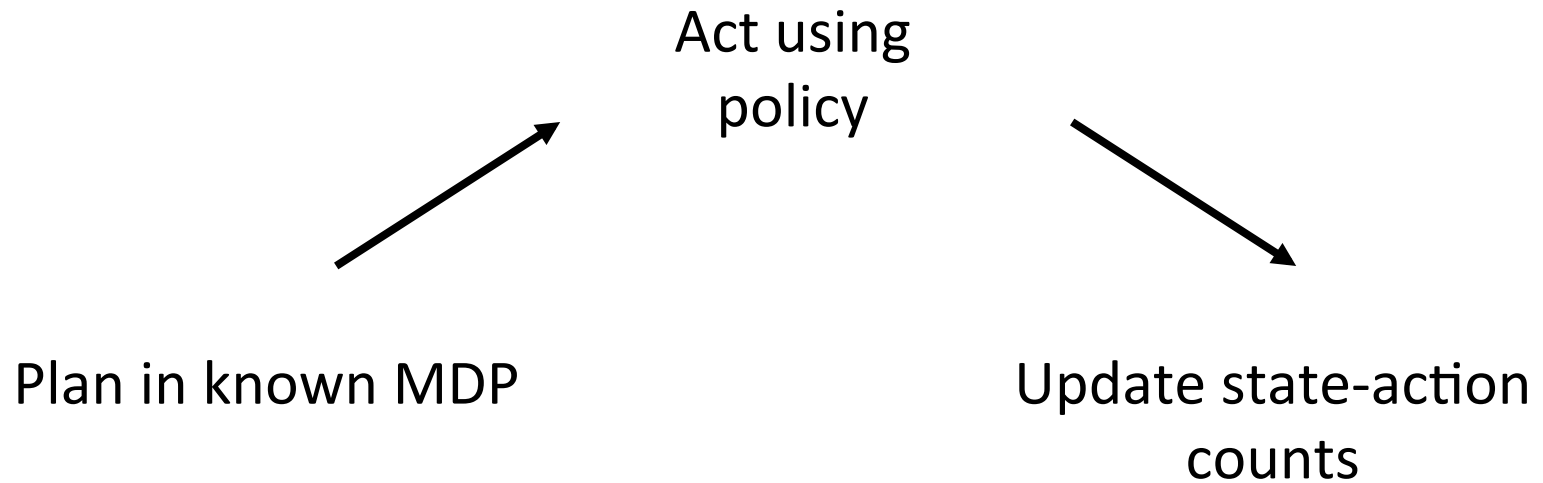 Act using
policy
Plan in known MDP
Update state-action
counts